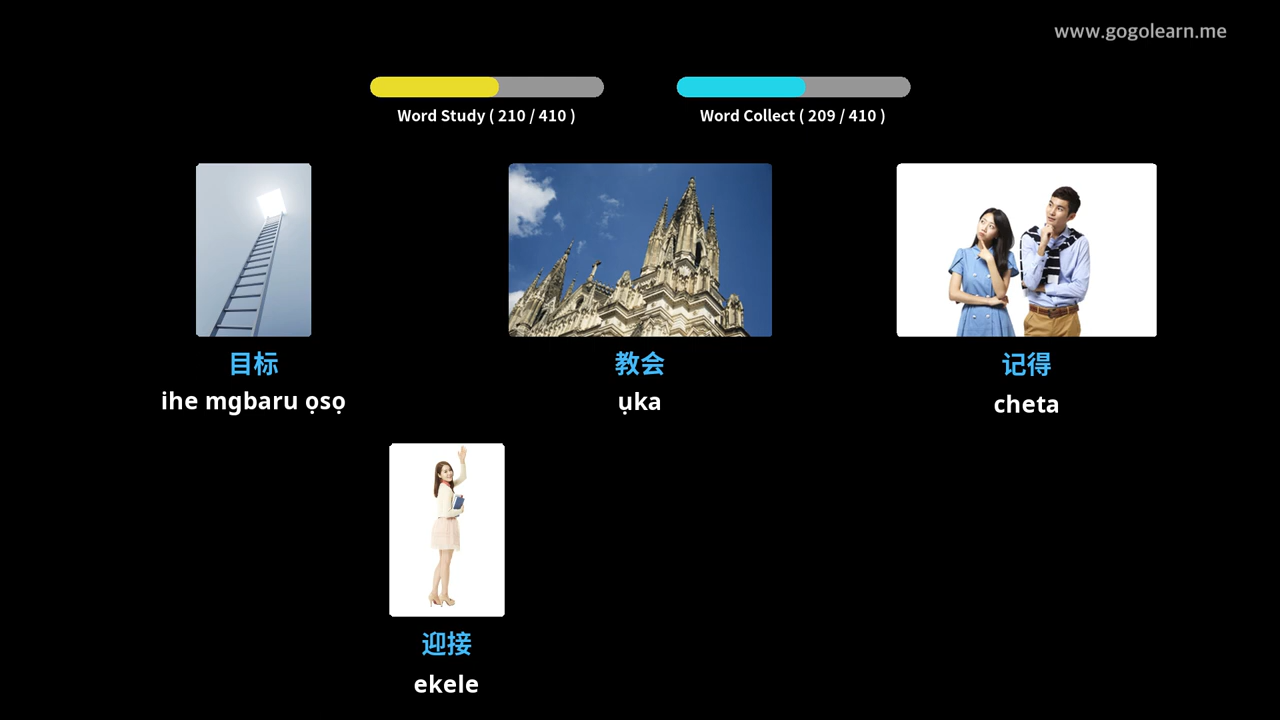 www.gogolearn.me
Word Study ( 210 / 410 )
Word Collect ( 209 / 410 )
目标
教会
记得
ihe mgbaru ọsọ
ụka
cheta
迎接
ekele